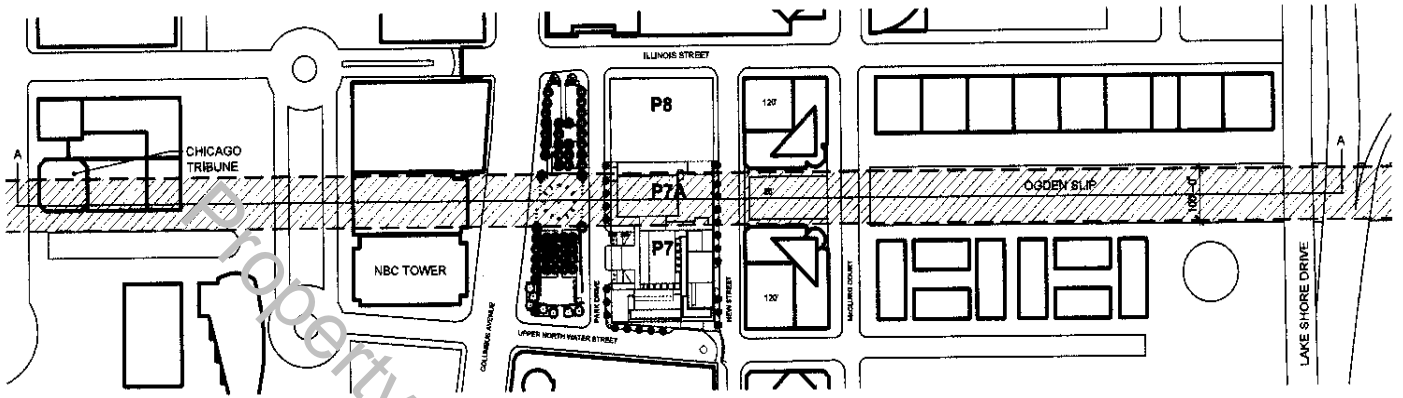 ILLINOIS STREET
P8
120'
A
CHICAGO
TRIBUNE
A
P7A
OGDEN SLIP
105'-0"
P7
NBC TOWER
120'
PARK DRIVE
NEW STREET
McCLURG COURT
COLUMBUS AVENUE
UPPER NORTH WATER STREET
LAKE SHORE DRIVE
Property